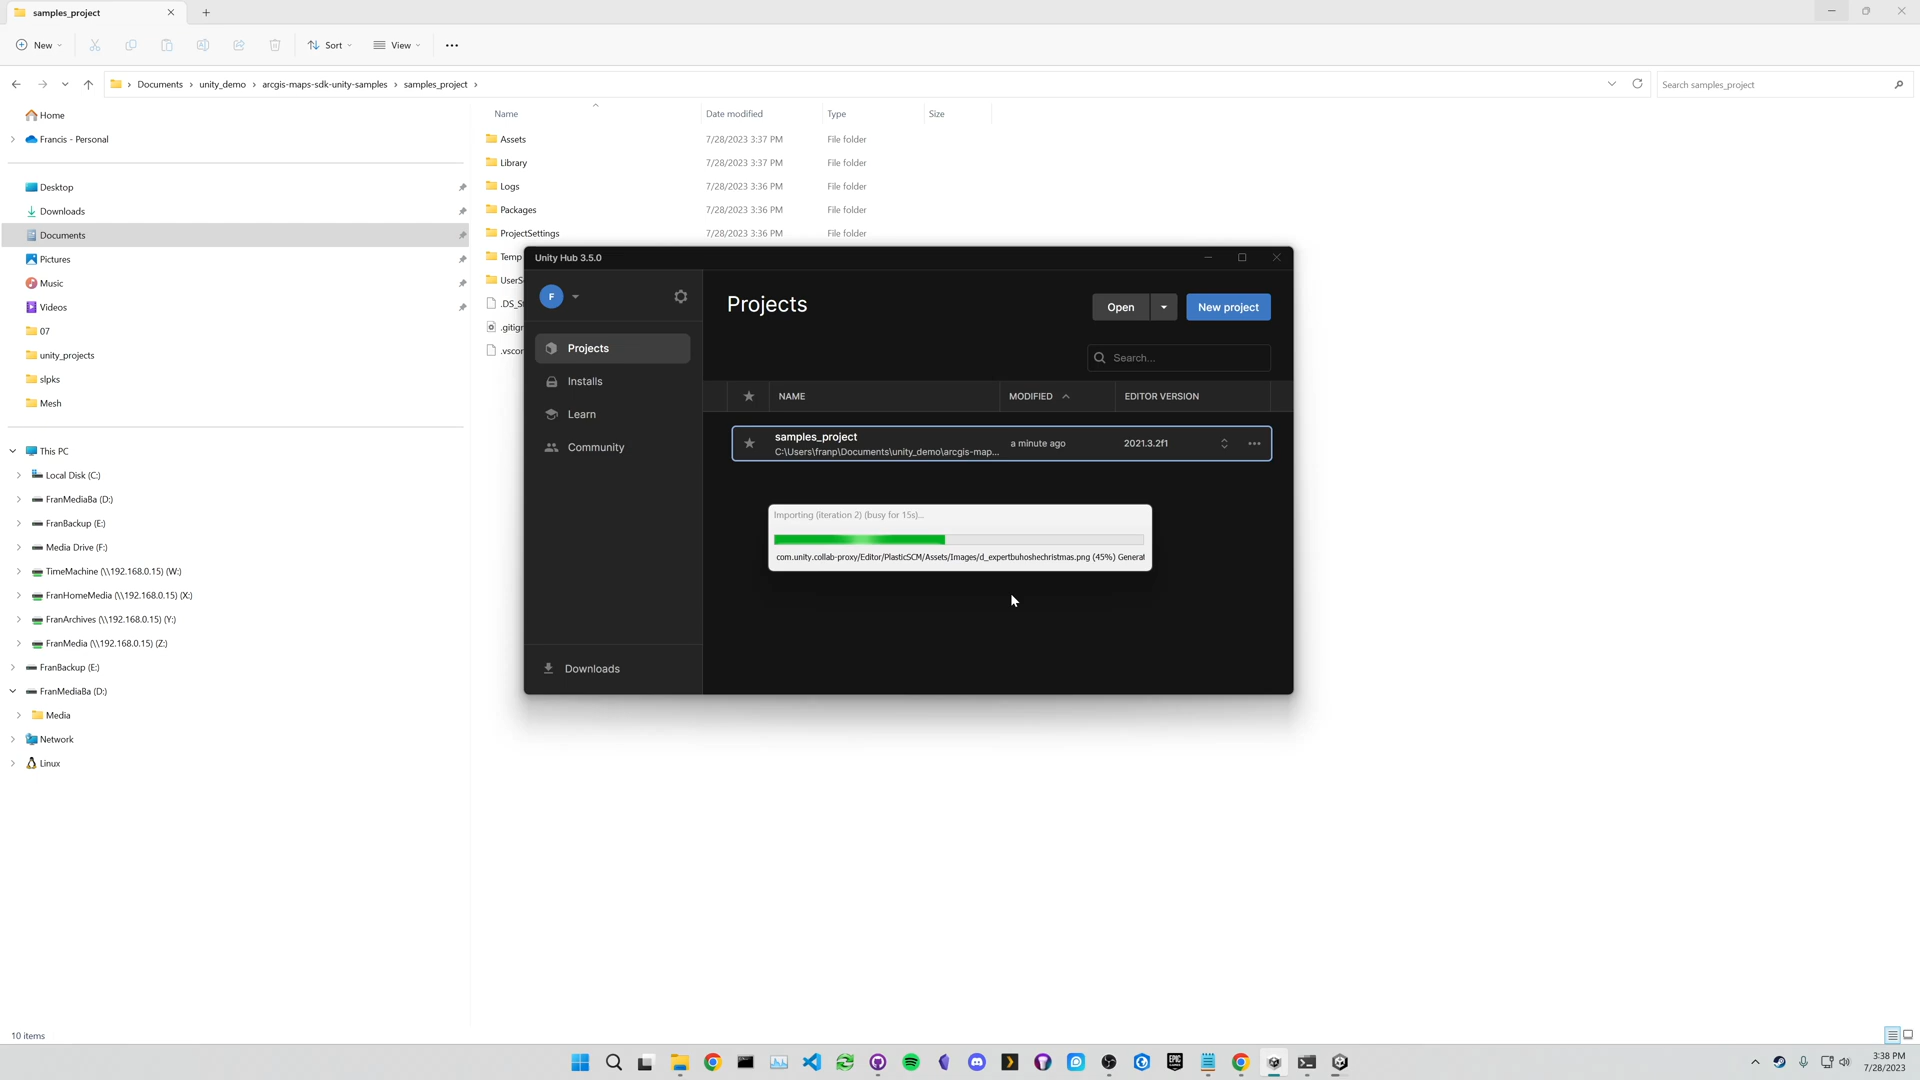 samples_project
New
Sort
View
Documents
unity_demo
arcgis-maps-sdk-unity-samples
samples_project
Search samples_project
Home
Francis - Personal
Desktop
Downloads
Documents
Pictures
Music
Videos
07
unity_projects
slpks
Mesh
This PC
Local Disk (C:)
FranMediaBa (D:)
FranBackup (E:)
Media Drive (F:)
TimeMachine (\\192.168.0.15) (W:)
FranHomeMedia (\\192.168.0.15) (X:)
FranArchives (\\192.168.0.15) (Y:)
FranMedia (\\192.168.0.15) (Z:)
FranBackup (E:)
FranMediaBa (D:)
Media
Network
Linux
10 items
Name Date modified Type Size
Assets 7/28/2023 3:37 PM File folder
Library 7/28/2023 3:37 PM File folder
Logs 7/28/2023 3:36 PM File folder
Packages 7/28/2023 3:36 PM File folder
ProjectSettings 7/28/2023 3:36 PM File folder
Temp
UserS
.DS_St
.gitign
.vscon
Unity Hub 3.5.0
F
Projects
Installs
Learn
Community
Downloads
Projects
Open
New project
Search...
NAME MODIFIED EDITOR VERSION
samples_project a minute ago 2021.3.2f1
C:\Users\franp\Documents\unity_demo\arcgis-map...
Importing (iteration 2) (busy for 15s)...
com.unity.collab-proxy/Editor/PlasticSCM/Assets/Images/d_expertbuhoshechristmas.png (45%) Generat
3:38 PM
7/28/2023